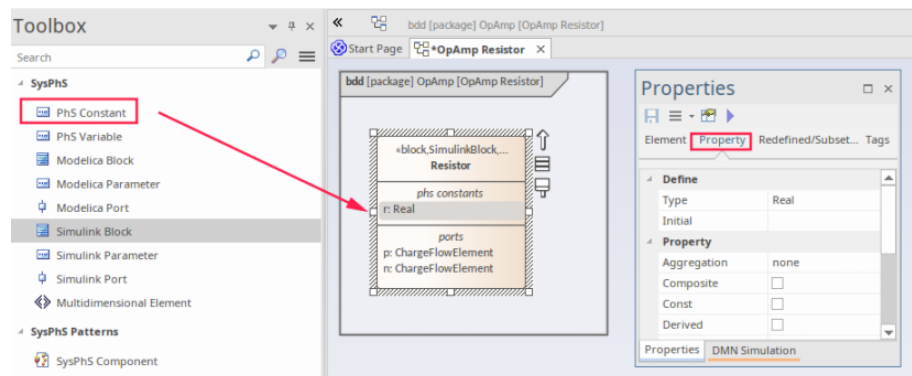 Toolbox
Search
SysPhS
PhS Constant
PhS Variable
Modelica Block
Modelica Parameter
Modelica Port
Simulink Block
Simulink Parameter
Simulink Port
Multidimensional Element
SysPhS Patterns
SysPhS Component
bdd [package] OpAmp [OpAmp Resistor]
Start Page
*OpAmp Resistor
bdd [package] OpAmp [OpAmp Resistor]
«block,SimulinkBlock,...
Resistor
phs constants
r: Real
ports
p: ChargeFlowElement
n: ChargeFlowElement
Properties
Element Property Redefined/Subset... Tags
Define
Type Real
Initial
Property
Aggregation none
Composite
Const
Derived
Properties DMN Simulation